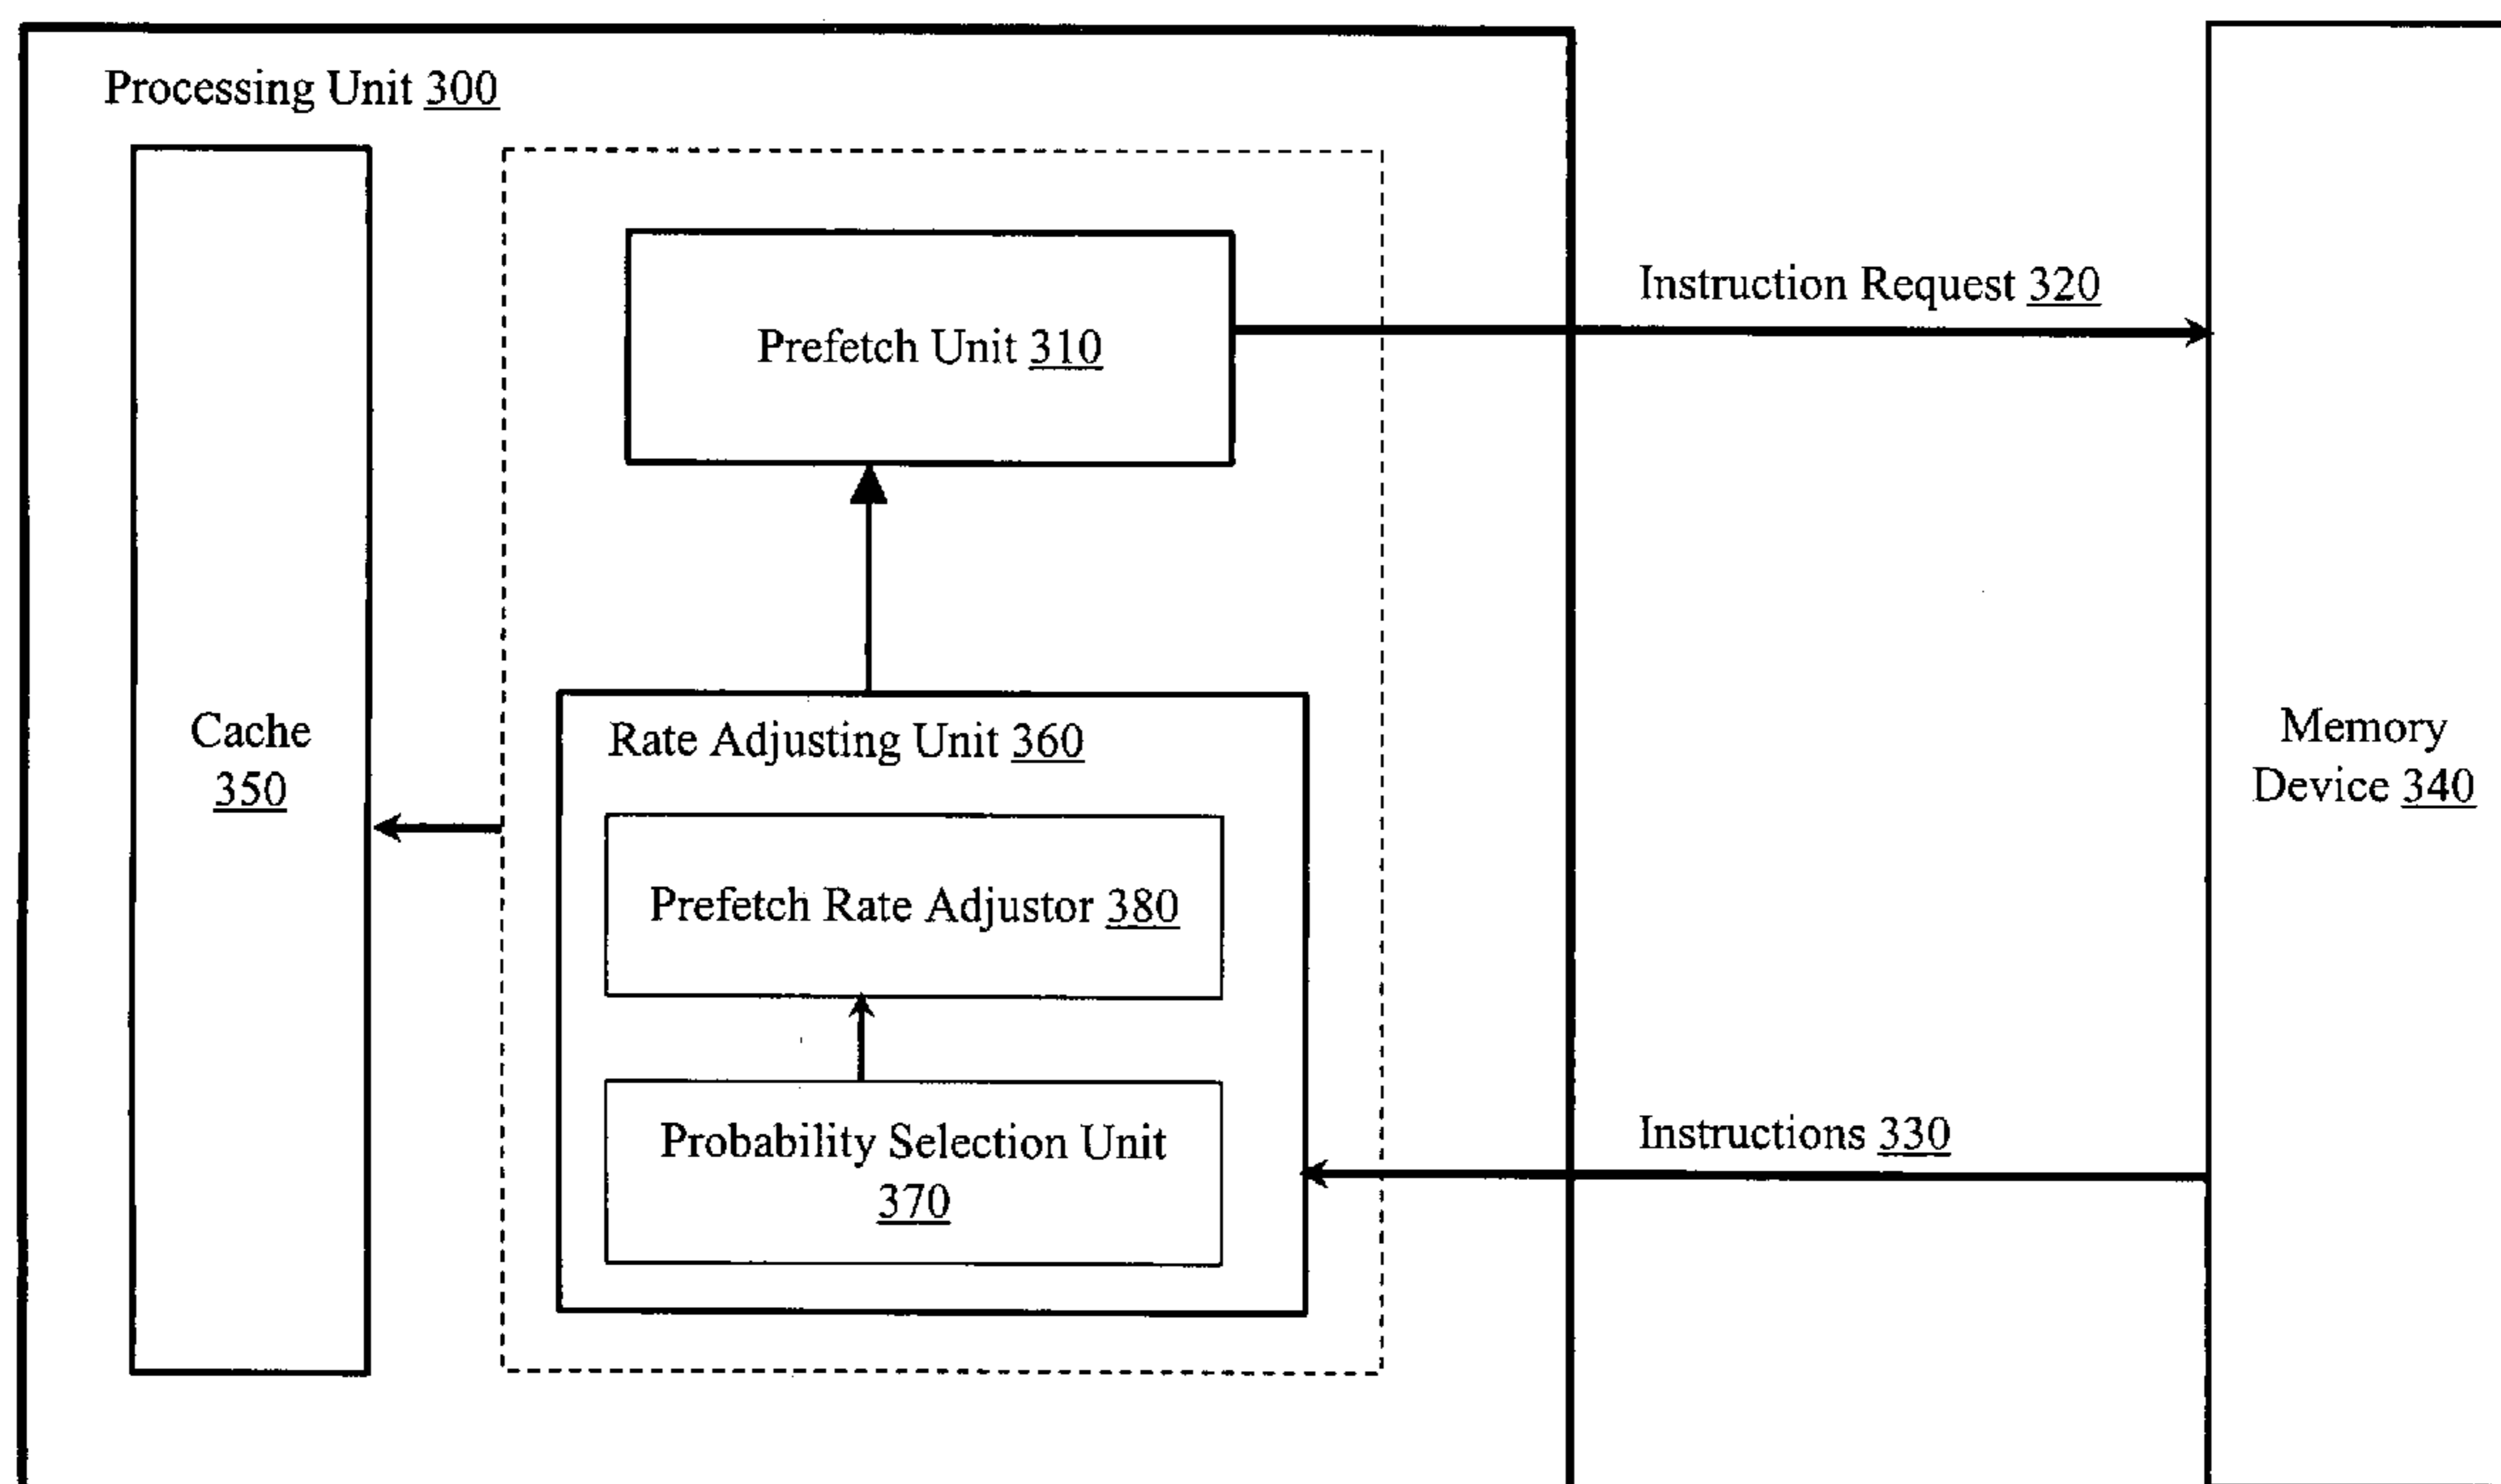 Processing Unit 300
Instruction Request 320
Prefetch Unit 310
Cache
350
Rate Adjusting Unit 360
Memory
Device 340
Prefetch Rate Adjustor 380
Probability Selection Unit
370
Instructions 330